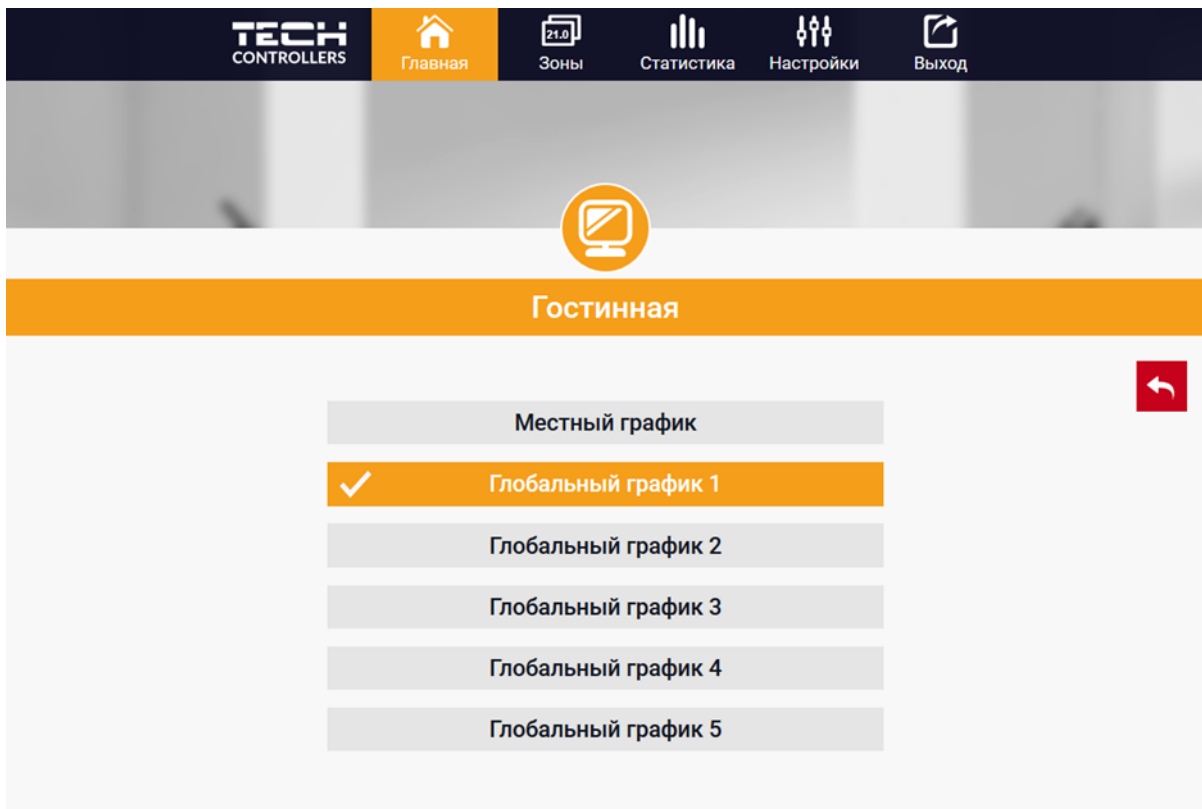 TECH
CONTROLLERS
Главная
21.0
Зоны
Статистика
Настройки
Выход
Гостинная
Местный график
Глобальный график 1
Глобальный график 2
Глобальный график 3
Глобальный график 4
Глобальный график 5